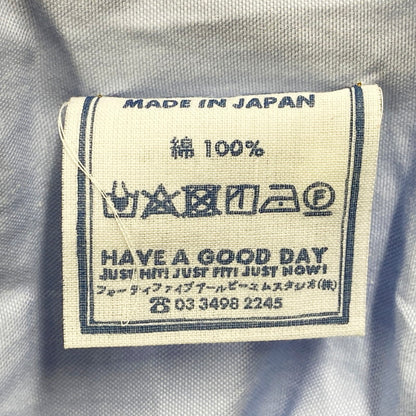 MADE IN JAPAN
綿 100%
F
HAVE A GOOD DAY
JUST HIT! JUST FIT! JUST NOW!
フォーティファイブアールピーエムスタジオ(株)
☎ 03 3498 2245